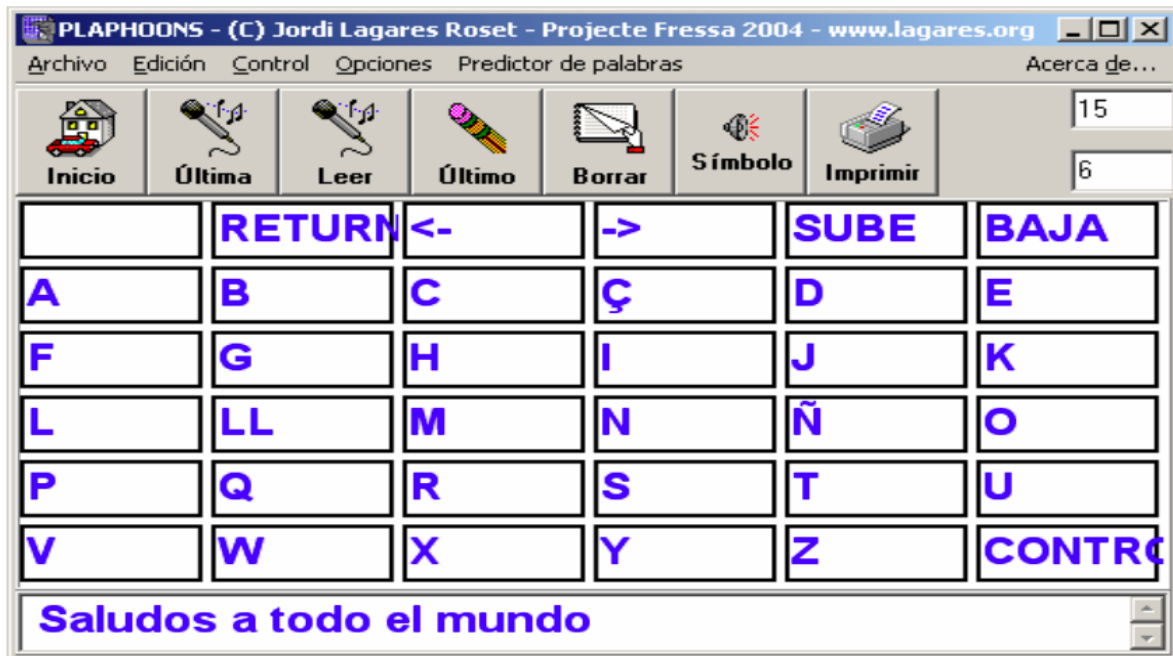 PLAPHOONS - (C) Jordi Lagares Roset - Projecte Fressa 2004 - www.lagares.org
Archivo Edición Control Opciones Predictor de palabras Acerca de...
15
Inicio Última Leer Último Borrar Símbolo Imprimir
6
RETURN <- -> SUBE BAJA
A B C Ç D E
F G H I J K
L LL M N Ñ O
P Q R S T U
V W X Y Z CONTRO
Saludos a todo el mundo